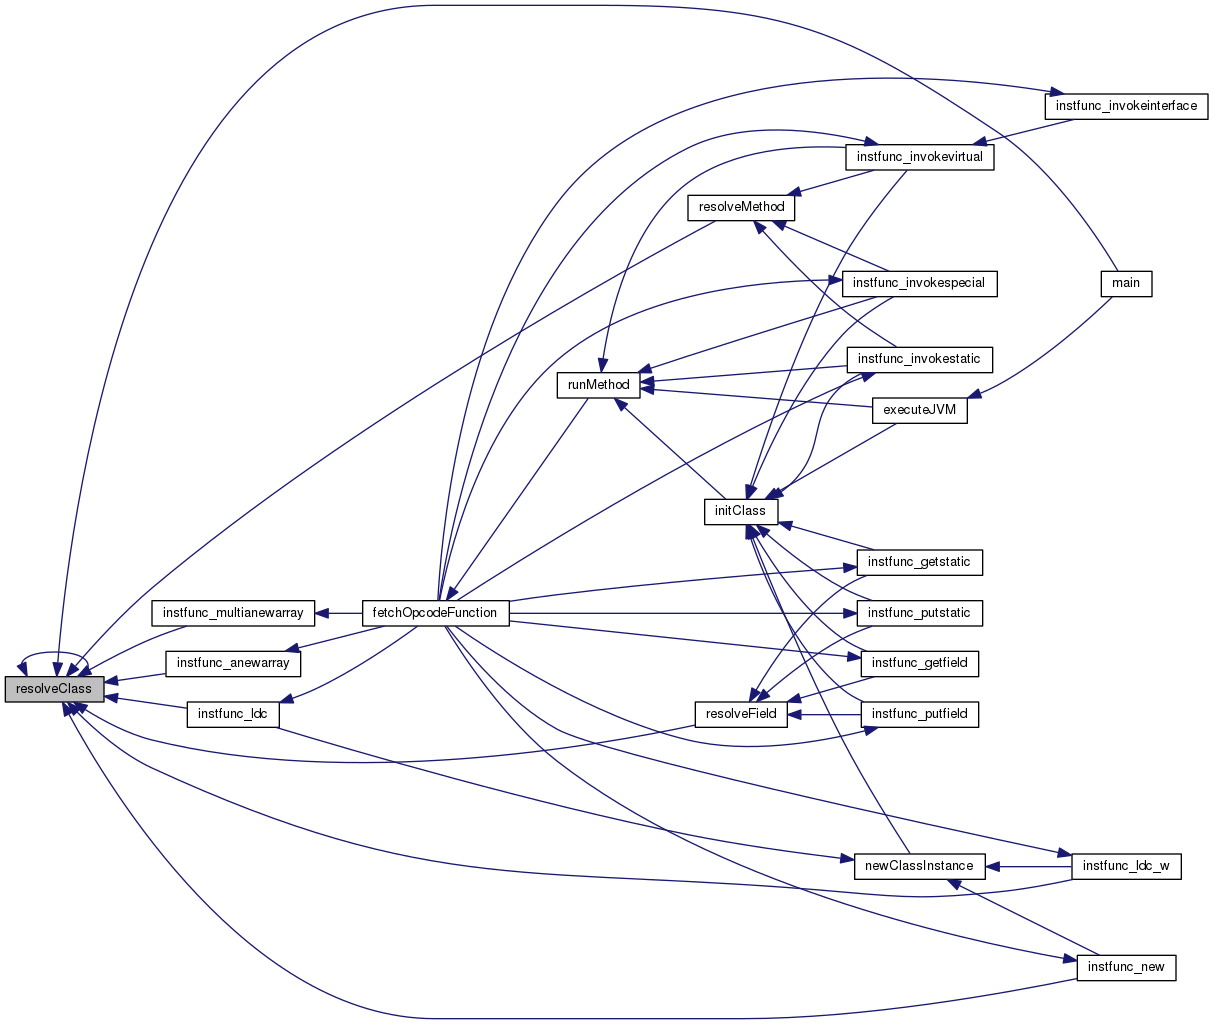 instfunc_invokeinterface
instfunc_invokevirtual
resolveMethod
instfunc_invokespecial
main
instfunc_invokestatic
runMethod
executeJVM
initClass
instfunc_getstatic
instfunc_multianewarray
fetchOpcodeFunction
instfunc_putstatic
instfunc_anewarray
instfunc_getfield
resolveClass
instfunc_ldc
resolveField
instfunc_putfield
newClassInstance
instfunc_ldc_w
instfunc_new